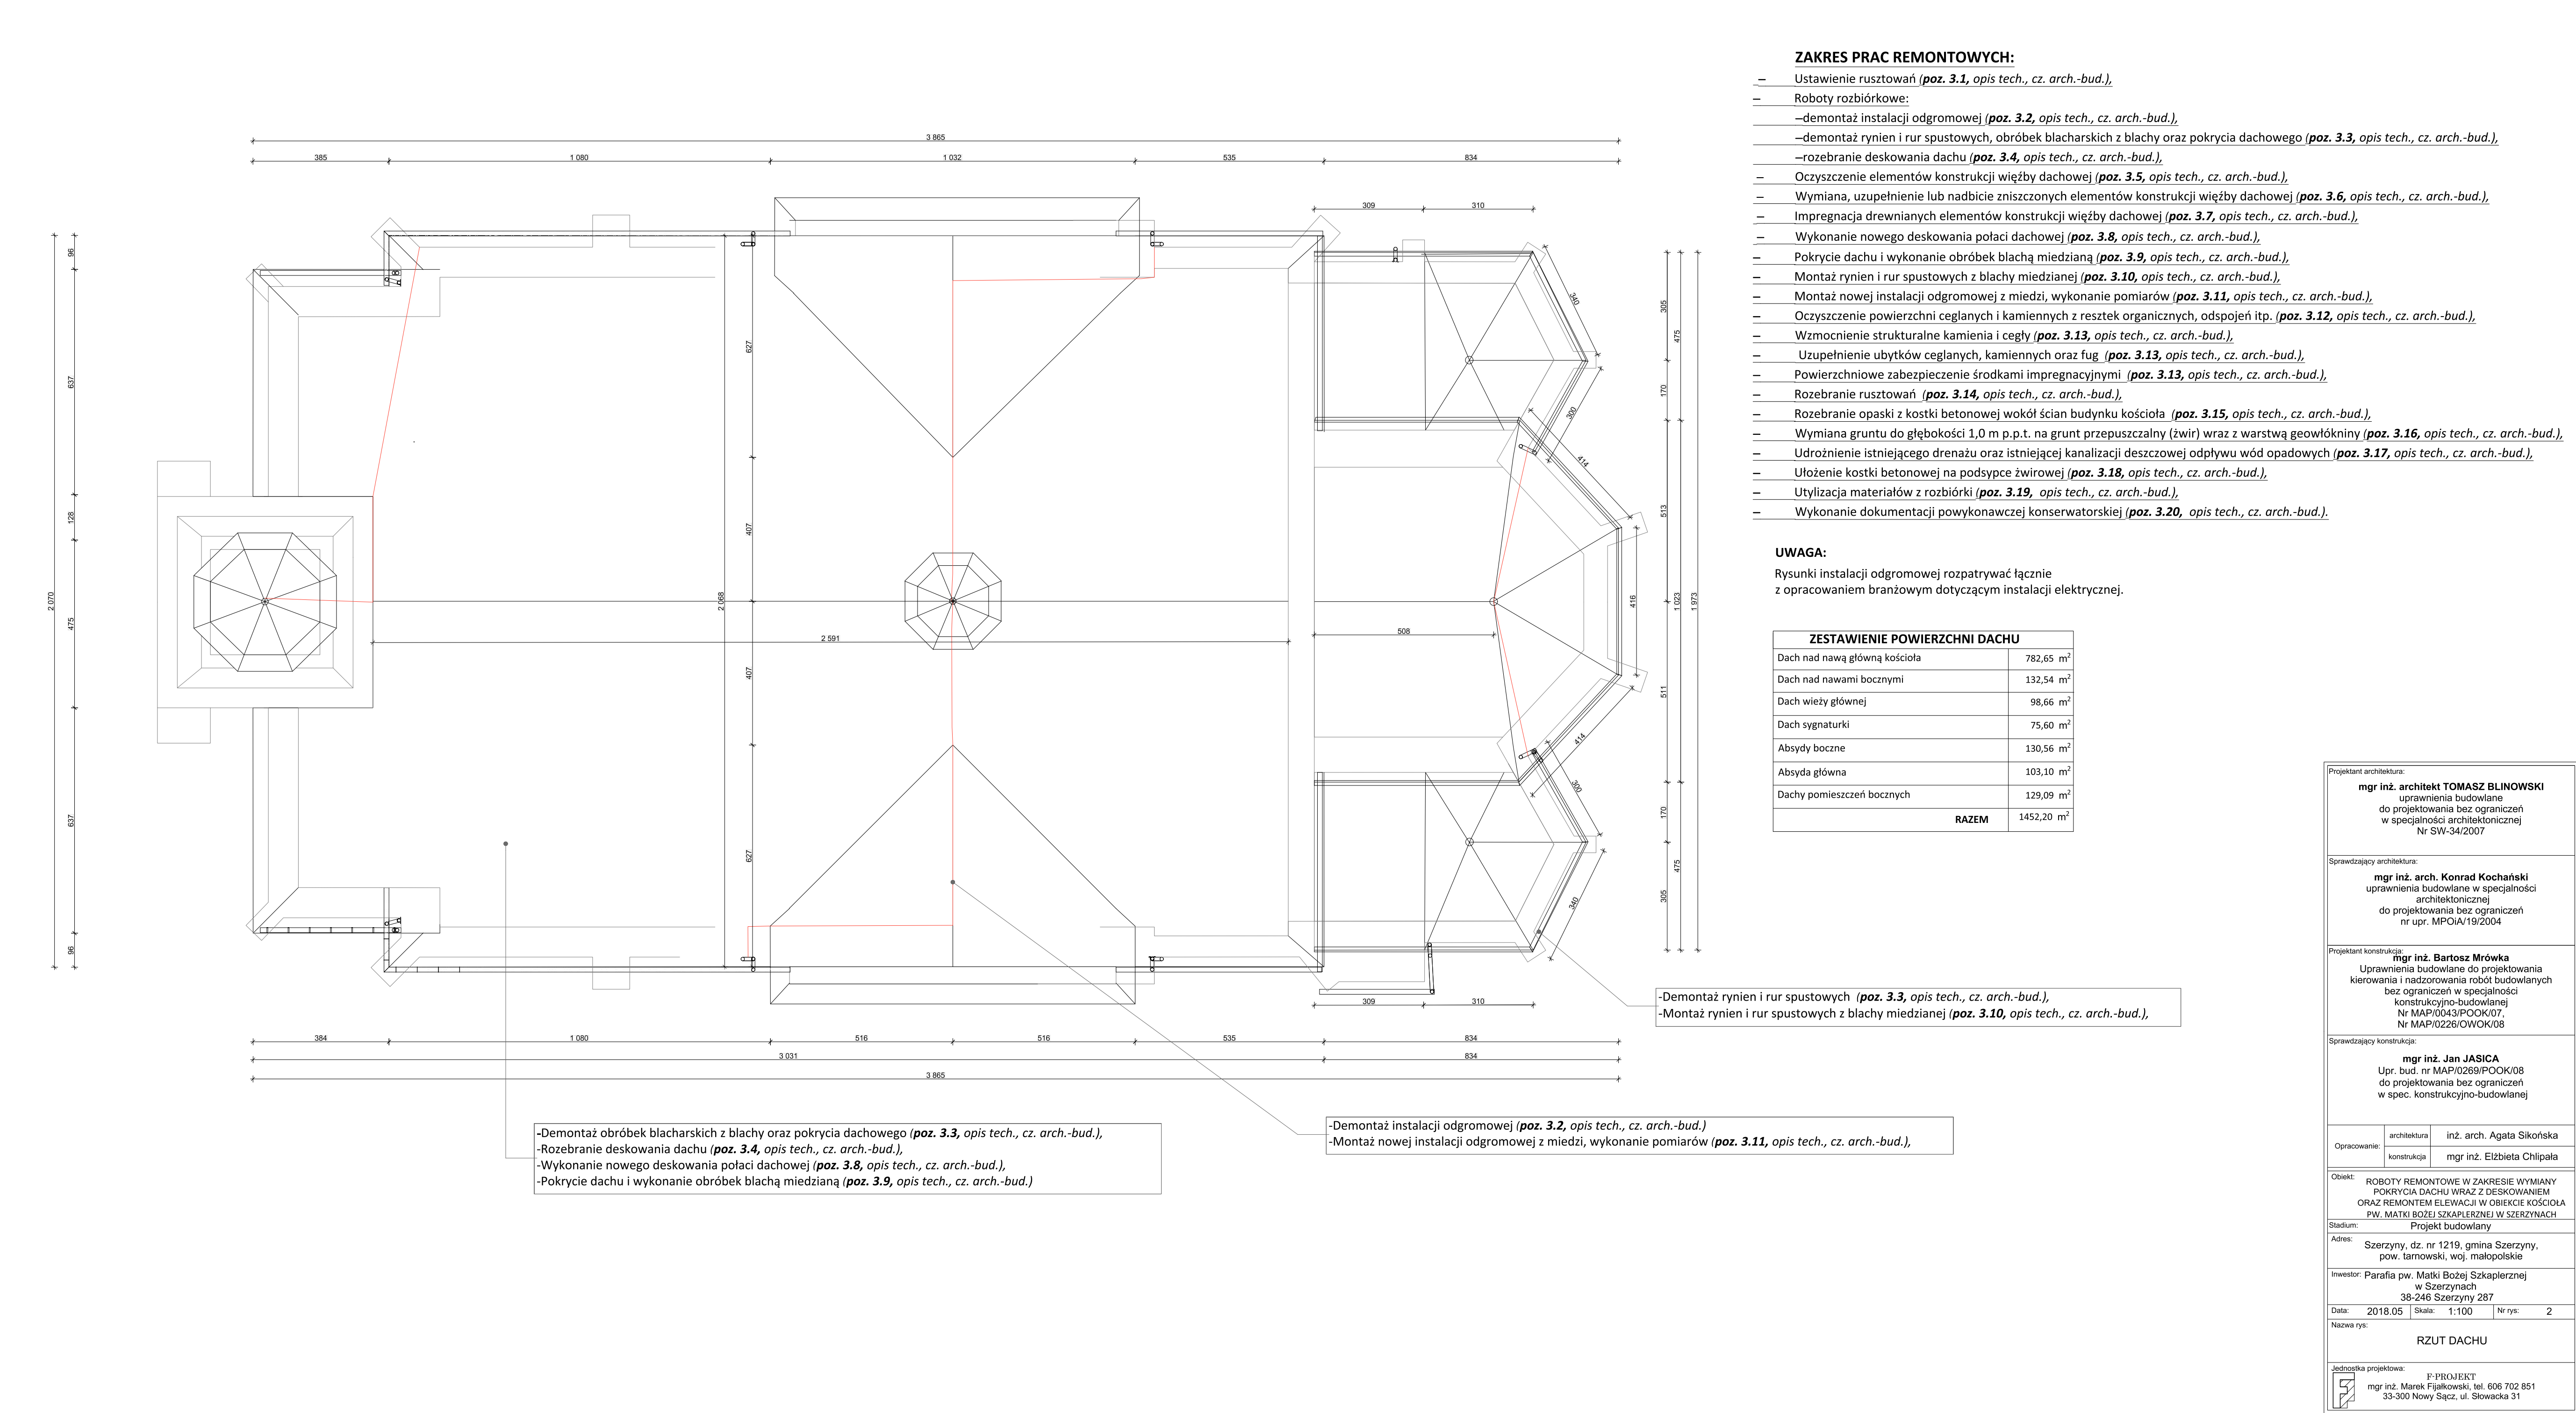 ZAKRES PRAC REMONTOWYCH:
– Ustawienie rusztowań (poz. 3.1, opis tech., cz. arch.-bud.),
– Roboty rozbiórkowe:
–demontaż instalacji odgromowej (poz. 3.2, opis tech., cz. arch.-bud.),
–demontaż rynien i rur spustowych, obróbek blacharskich z blachy oraz pokrycia dachowego (poz. 3.3, opis tech., cz. arch.-bud.),
–rozebranie deskowania dachu (poz. 3.4, opis tech., cz. arch.-bud.),
– Oczyszczenie elementów konstrukcji więźby dachowej (poz. 3.5, opis tech., cz. arch.-bud.),
– Wymiana, uzupełnienie lub nadbicie zniszczonych elementów konstrukcji więźby dachowej (poz. 3.6, opis tech., cz. arch.-bud.),
– Impregnacja drewnianych elementów konstrukcji więźby dachowej (poz. 3.7, opis tech., cz. arch.-bud.),
– Wykonanie nowego deskowania połaci dachowej (poz. 3.8, opis tech., cz. arch.-bud.),
– Pokrycie dachu i wykonanie obróbek blachą miedzianą (poz. 3.9, opis tech., cz. arch.-bud.),
– Montaż rynien i rur spustowych z blachy miedzianej (poz. 3.10, opis tech., cz. arch.-bud.),
– Montaż nowej instalacji odgromowej z miedzi, wykonanie pomiarów (poz. 3.11, opis tech., cz. arch.-bud.),
– Oczyszczenie powierzchni ceglanych i kamiennych z resztek organicznych, odspojeń itp. (poz. 3.12, opis tech., cz. arch.-bud.),
– Wzmocnienie strukturalne kamienia i cegły (poz. 3.13, opis tech., cz. arch.-bud.),
– Uzupełnienie ubytków ceglanych, kamiennych oraz fug (poz. 3.13, opis tech., cz. arch.-bud.),
– Powierzchniowe zabezpieczenie środkami impregnacyjnymi (poz. 3.13, opis tech., cz. arch.-bud.),
– Rozebranie rusztowań (poz. 3.14, opis tech., cz. arch.-bud.),
– Rozebranie opaski z kostki betonowej wokół ścian budynku kościoła (poz. 3.15, opis tech., cz. arch.-bud.),
– Wymiana gruntu do głębokości 1,0 m p.p.t. na grunt przepuszczalny (żwir) wraz z warstwą geowłókniny (poz. 3.16, opis tech., cz. arch.-bud.),
– Udrożnienie istniejącego drenażu oraz istniejącej kanalizacji deszczowej odpływu wód opadowych (poz. 3.17, opis tech., cz. arch.-bud.),
– Ułożenie kostki betonowej na podsypce żwirowej (poz. 3.18, opis tech., cz. arch.-bud.),
– Utylizacja materiałów z rozbiórki (poz. 3.19, opis tech., cz. arch.-bud.),
– Wykonanie dokumentacji powykonawczej konserwatorskiej (poz. 3.20, opis tech., cz. arch.-bud.).
UWAGA:
Rysunki instalacji odgromowej rozpatrywać łącznie
z opracowaniem branżowym dotyczącym instalacji elektrycznej.
ZESTAWIENIE POWIERZCHNI DACHU
Dach nad nawą główną kościoła 782,65 m²
Dach nad nawami bocznymi 132,54 m²
Dach wieży głównej 98,66 m²
Dach sygnaturki 75,60 m²
Absydy boczne 130,56 m²
Absyda główna 103,10 m²
Dachy pomieszczeń bocznych 129,09 m²
RAZEM 1452,20 m²
3 865
385 1 080 1 032 535 834
309 310
96
637
128
475
637
96
2 070
627
407
407
627
2 068
2 591
508
340
300
414
416
414
300
340
305
170
513
511
170
305
475
1 023
475
1 973
309 310
384 1 080 516 516 535 834
3 031 834
3 865
-Demontaż rynien i rur spustowych (poz. 3.3, opis tech., cz. arch.-bud.),
-Montaż rynien i rur spustowych z blachy miedzianej (poz. 3.10, opis tech., cz. arch.-bud.),
-Demontaż instalacji odgromowej (poz. 3.2, opis tech., cz. arch.-bud.)
-Montaż nowej instalacji odgromowej z miedzi, wykonanie pomiarów (poz. 3.11, opis tech., cz. arch.-bud.),
-Demontaż obróbek blacharskich z blachy oraz pokrycia dachowego (poz. 3.3, opis tech., cz. arch.-bud.),
-Rozebranie deskowania dachu (poz. 3.4, opis tech., cz. arch.-bud.),
-Wykonanie nowego deskowania połaci dachowej (poz. 3.8, opis tech., cz. arch.-bud.),
-Pokrycie dachu i wykonanie obróbek blachą miedzianą (poz. 3.9, opis tech., cz. arch.-bud.)
Projektant architektura:
mgr inż. architekt TOMASZ BLINOWSKI
uprawnienia budowlane
do projektowania bez ograniczeń
w specjalności architektonicznej
Nr SW-34/2007
Sprawdzający architektura:
mgr inż. arch. Konrad Kochański
uprawnienia budowlane w specjalności
architektonicznej
do projektowania bez ograniczeń
nr upr. MPOiA/19/2004
Projektant konstrukcja:
mgr inż. Bartosz Mrówka
Uprawnienia budowlane do projektowania
kierowania i nadzorowania robót budowlanych
bez ograniczeń w specjalności
konstrukcyjno-budowlanej
Nr MAP/0043/POOK/07,
Nr MAP/0226/OWOK/08
Sprawdzający konstrukcja:
mgr inż. Jan JASICA
Upr. bud. nr MAP/0269/POOK/08
do projektowania bez ograniczeń
w spec. konstrukcyjno-budowlanej
Opracowanie:
architektura inż. arch. Agata Sikońska
konstrukcja mgr inż. Elżbieta Chlipała
Obiekt:
ROBOTY REMONTOWE W ZAKRESIE WYMIANY
POKRYCIA DACHU WRAZ Z DESKOWANIEM
ORAZ REMONTEM ELEWACJI W OBIEKCIE KOŚCIOŁA
PW. MATKI BOŻEJ SZKAPLERZNEJ W SZERZYNACH
Stadium: Projekt budowlany
Adres:
Szerzyny, dz. nr 1219, gmina Szerzyny,
pow. tarnowski, woj. małopolskie
Inwestor: Parafia pw. Matki Bożej Szkaplerznej
w Szerzynach
38-246 Szerzyny 287
Data: 2018.05 Skala: 1:100 Nr rys: 2
Nazwa rys:
RZUT DACHU
Jednostka projektowa:
F-PROJEKT
mgr inż. Marek Fijałkowski, tel. 606 702 851
33-300 Nowy Sącz, ul. Słowacka 31